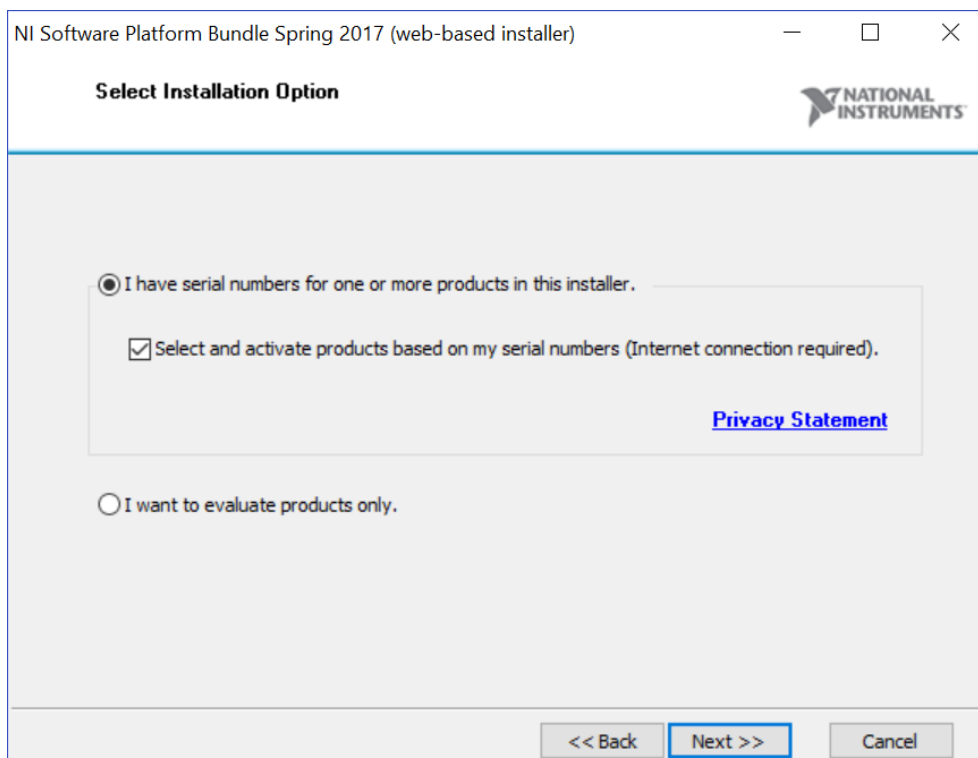 NI Software Platform Bundle Spring 2017 (web-based installer)
Select Installation Option
NATIONAL
INSTRUMENTS
I have serial numbers for one or more products in this installer.
Select and activate products based on my serial numbers (Internet connection required).
Privacy Statement
I want to evaluate products only.
<< Back Next >> Cancel